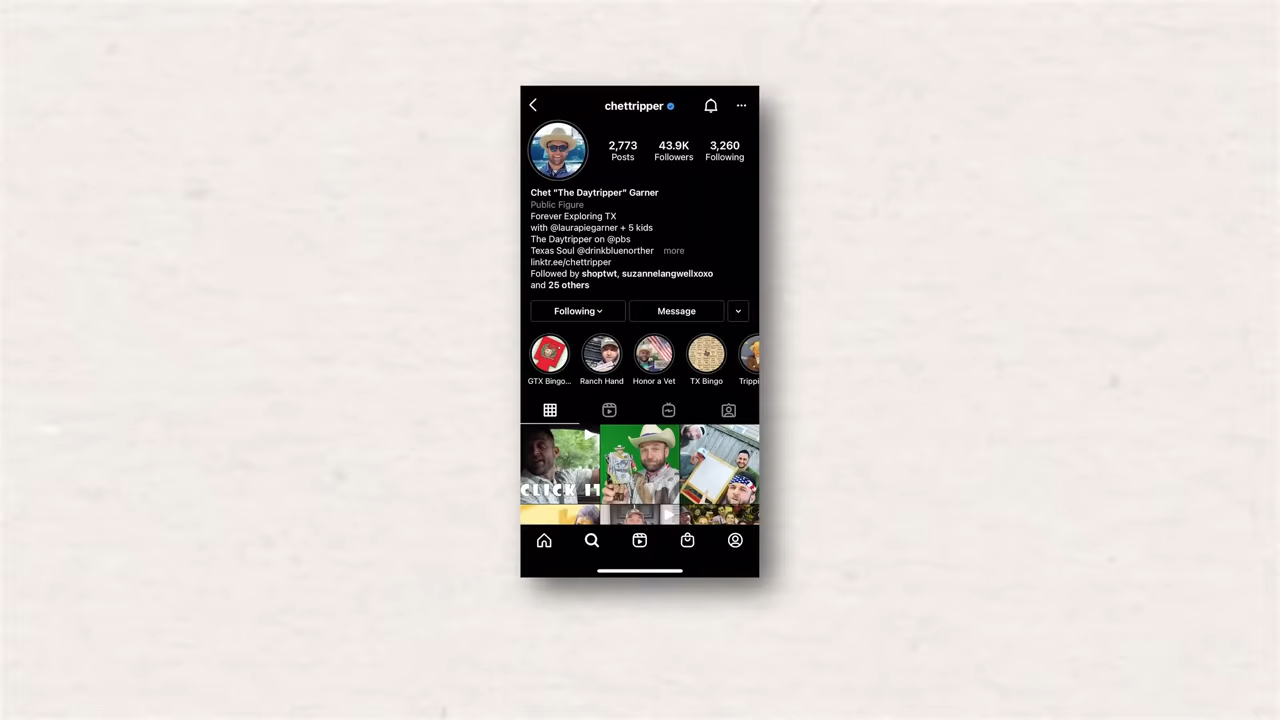 chettripper
2,773 43.9K 3,260
Posts Followers Following
Chet "The Daytripper" Garner
Public Figure
Forever Exploring TX
with @laurapiegarner + 5 kids
The Daytripper on @pbs
Texas Soul @drinkbluenorther more
linktr.ee/chettripper
Followed by shoptwt, suzannelangwellxoxo
and 25 others
Following Message
GTX Bingo... Ranch Hand Honor a Vet TX Bingo Trippi
CLICK IT